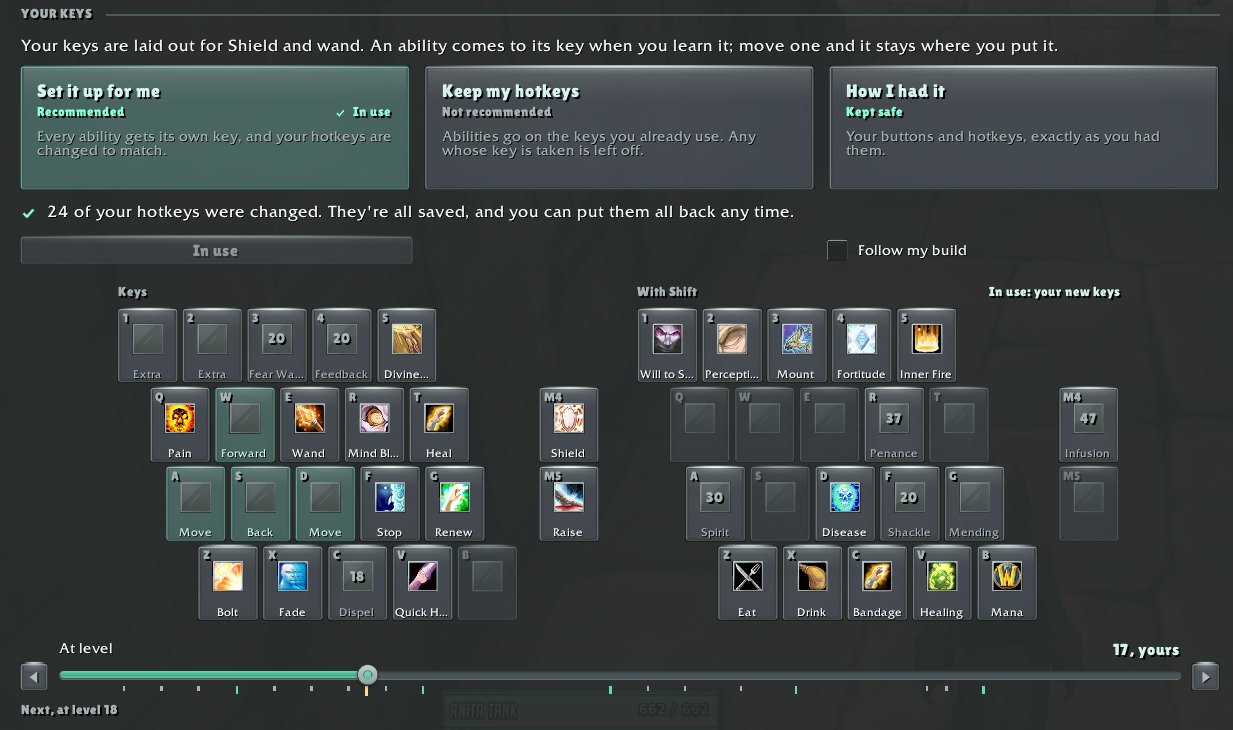 YOUR KEYS
Your keys are laid out for Shield and wand. An ability comes to its key when you learn it; move one and it stays where you put it.
Set it up for me
Recommended
✓ In use
Every ability gets its own key, and your hotkeys are
changed to match.
Keep my hotkeys
Not recommended
Abilities go on the keys you already use. Any
whose key is taken is left off.
How I had it
Kept safe
Your buttons and hotkeys, exactly as you had
them.
✓ 24 of your hotkeys were changed. They're all saved, and you can put them all back any time.
In use
Follow my build
Keys
With Shift
In use: your new keys
1 2 3 4 5
20 20
Extra Extra Fear Wa... Feedback Divine...
1 2 3 4 5
Will to S... Percepti... Mount Fortitude Inner Fire
Q W E R T M4
Pain Forward Wand Mind Bl... Heal Shield
Q W E R T M4
37 47
Penance Infusion
A S D F G M5
Move Back Move Stop Renew Raise
A S D F G M5
30 20
Spirit Disease Shackle Mending
Z X C V B
18
Bolt Fade Dispel Quick H...
Z X C V B
W
Eat Drink Bandage Healing Mana
At level
17, yours
Next, at level 18
ANITA TANK 662 / 662